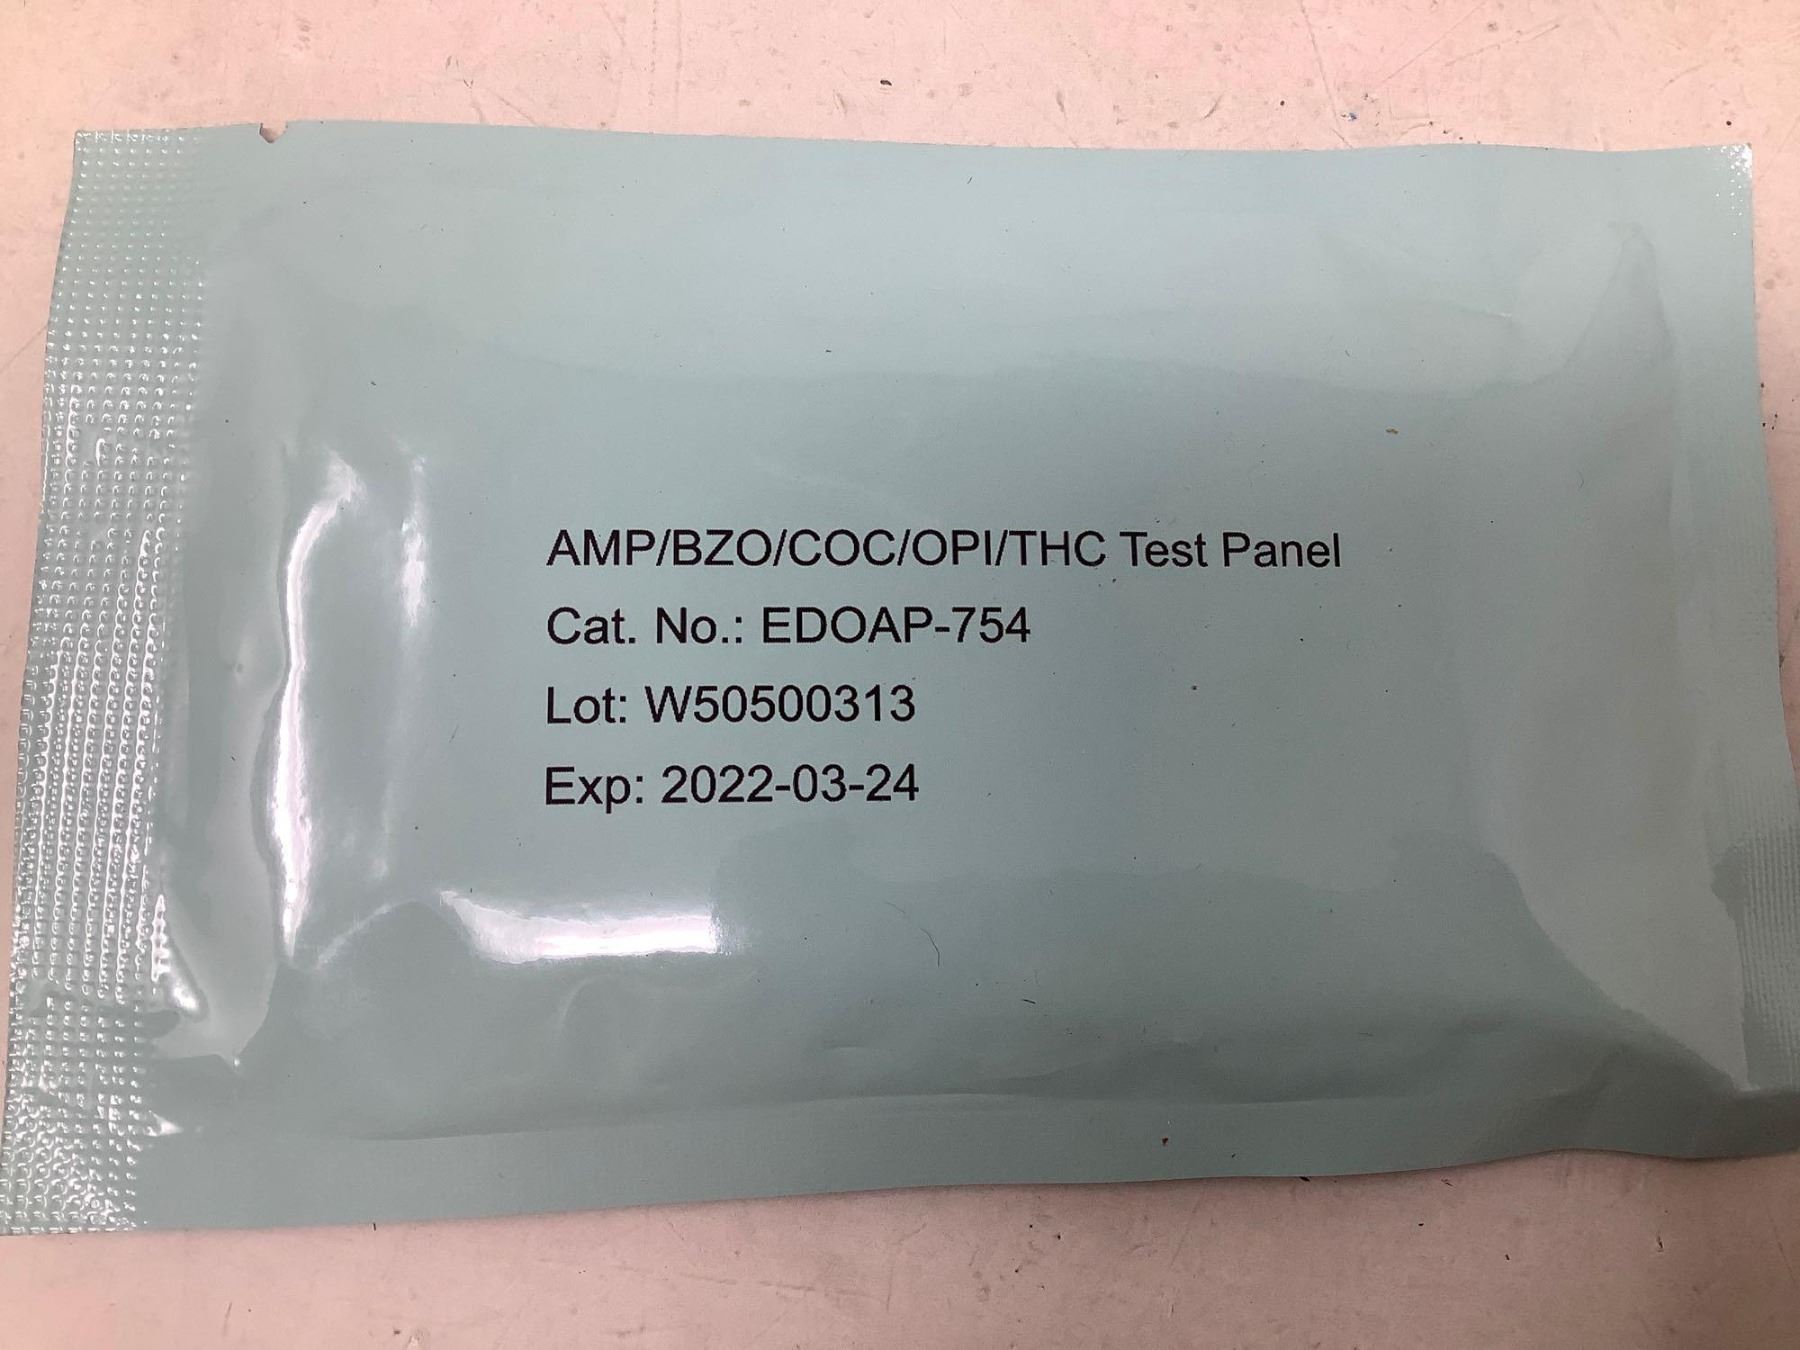 AMP/BZO/COC/OPI/THC Test Panel
Cat. No.: EDOAP-754
Lot: W50500313
Exp: 2022-03-24